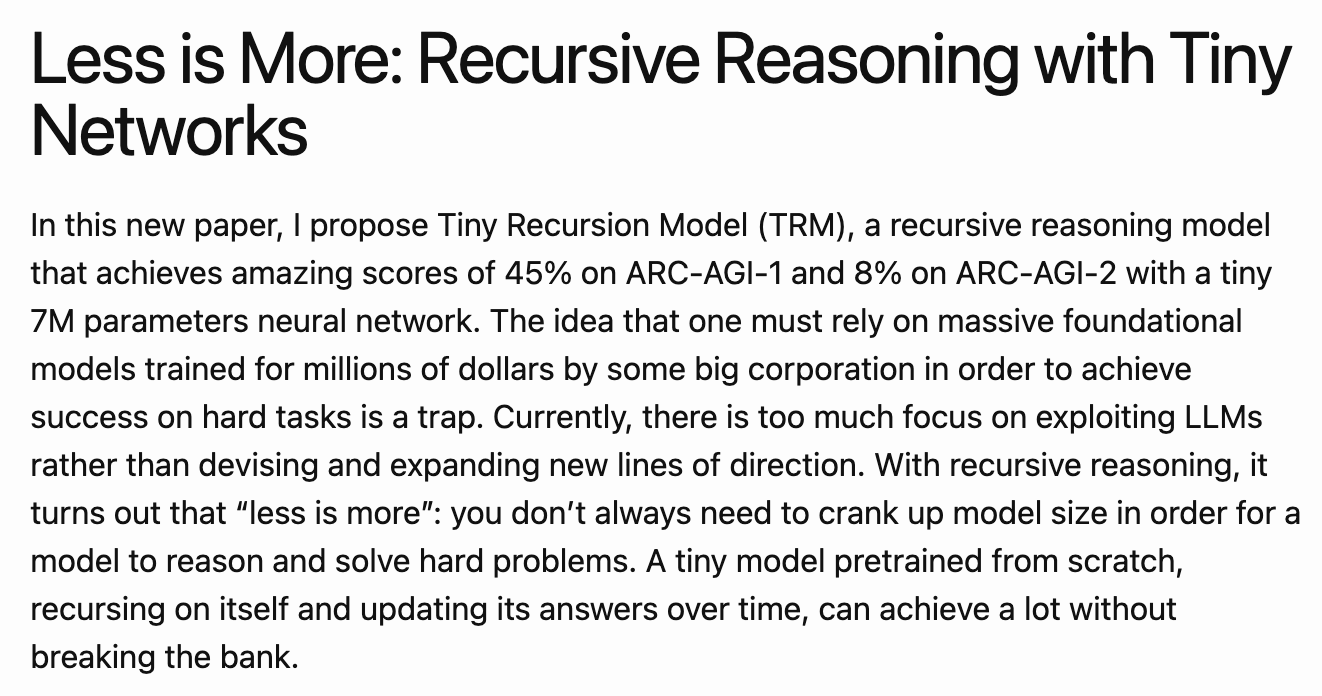 Less is More: Recursive Reasoning with Tiny
Networks
In this new paper, I propose Tiny Recursion Model (TRM), a recursive reasoning model
that achieves amazing scores of 45% on ARC-AGI-1 and 8% on ARC-AGI-2 with a tiny
7M parameters neural network. The idea that one must rely on massive foundational
models trained for millions of dollars by some big corporation in order to achieve
success on hard tasks is a trap. Currently, there is too much focus on exploiting LLMs
rather than devising and expanding new lines of direction. With recursive reasoning, it
turns out that “less is more”: you don’t always need to crank up model size in order for a
model to reason and solve hard problems. A tiny model pretrained from scratch,
recursing on itself and updating its answers over time, can achieve a lot without
breaking the bank.